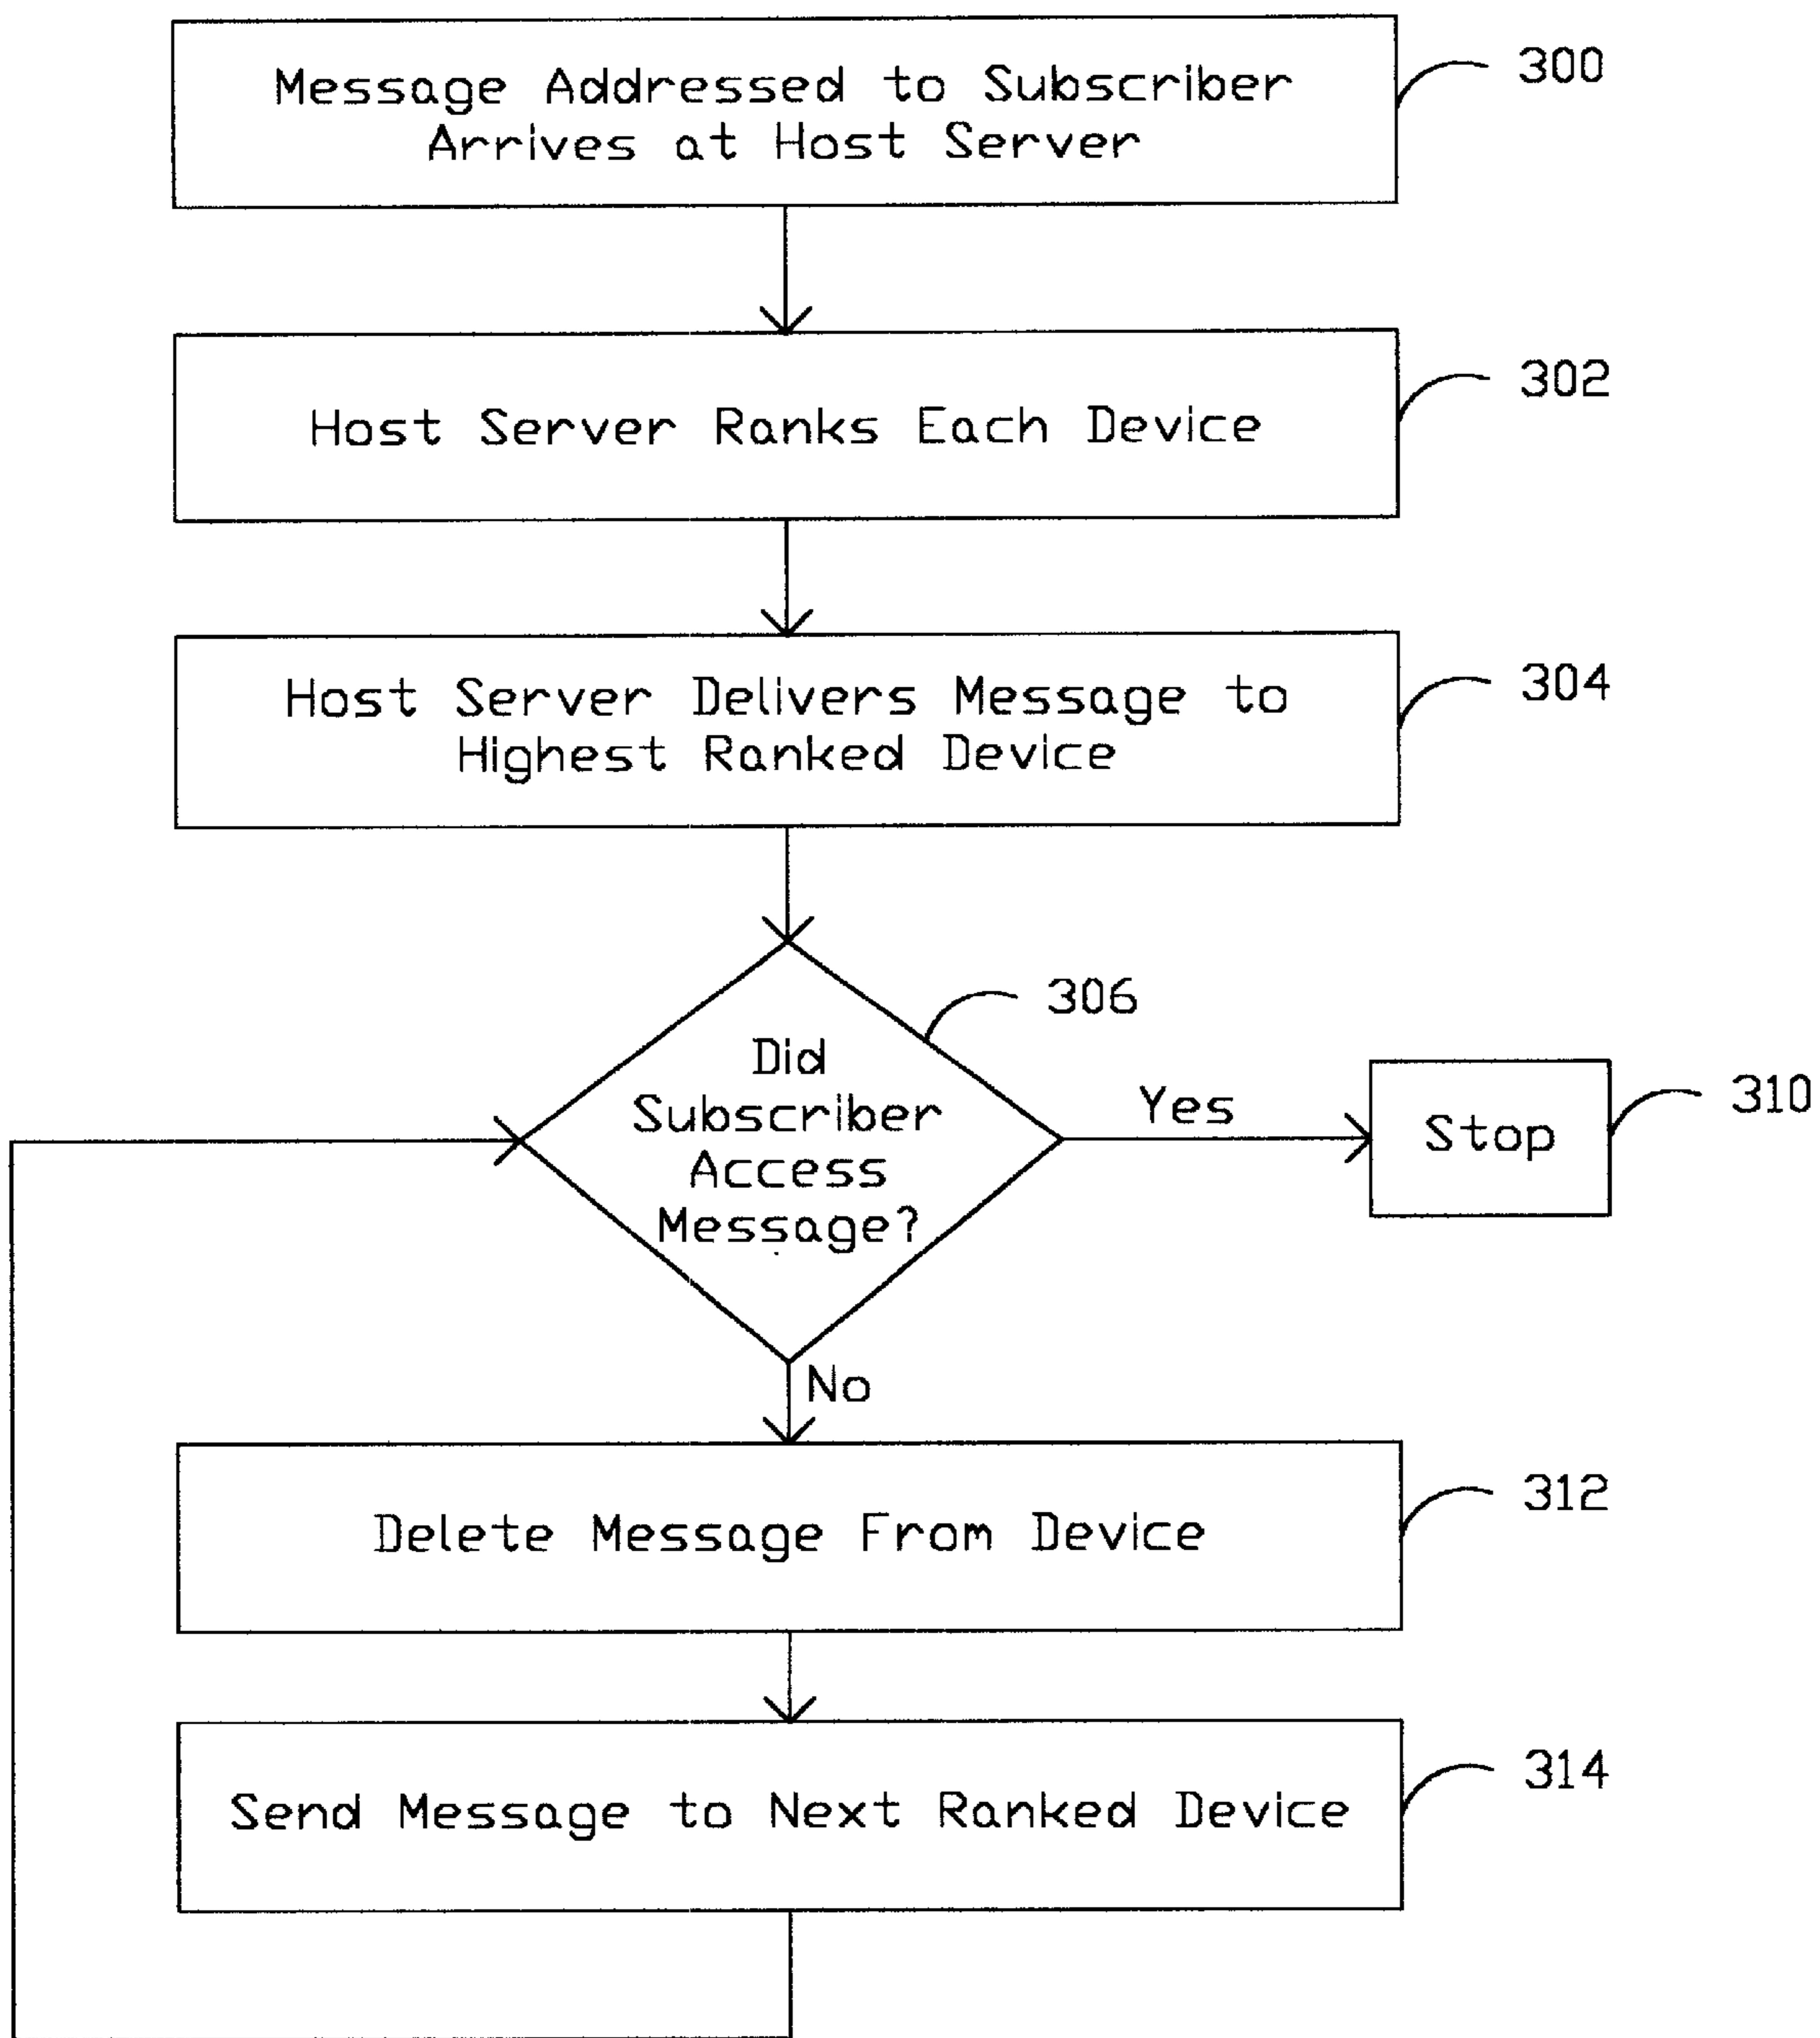 Message Addressed to Subscriber
Arrives at Host Server
300
Host Server Ranks Each Device
302
Host Server Delivers Message to
Highest Ranked Device
304
306
Did
Subscriber
Access
Message?
Yes
Stop
310
No
Delete Message From Device
312
Send Message to Next Ranked Device
314